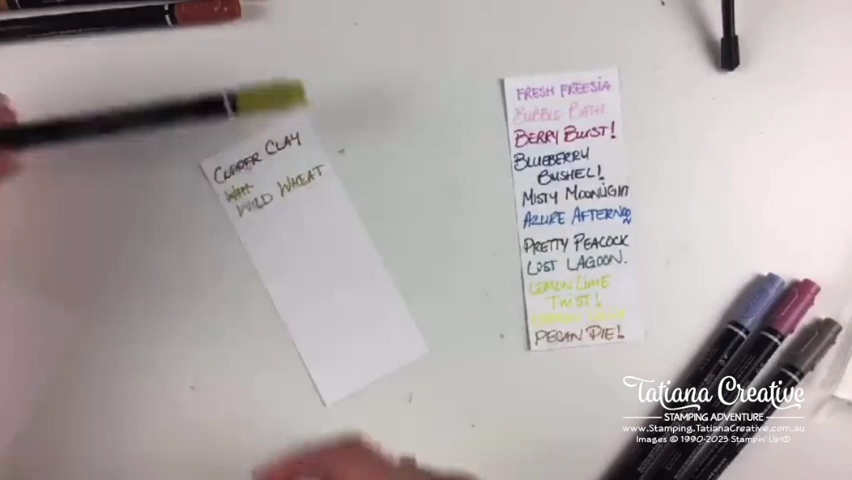 COPPER CLAY
WILD WHEAT
FRESH FREESIA
BUBBLE BATH
BERRY BURST!
BLUEBERRY
BUSHEL!
MISTY MOONLIGHT
AZURE AFTERNOON
PRETTY PEACOCK
LOST LAGOON.
LEMON LIME
TWIST!
PECAN PIE!
Tatiana Creative
STAMPING ADVENTURE
www.Stamping.TatianaCreative.com.au
Images © 1990-2023 Stampin' Up!©